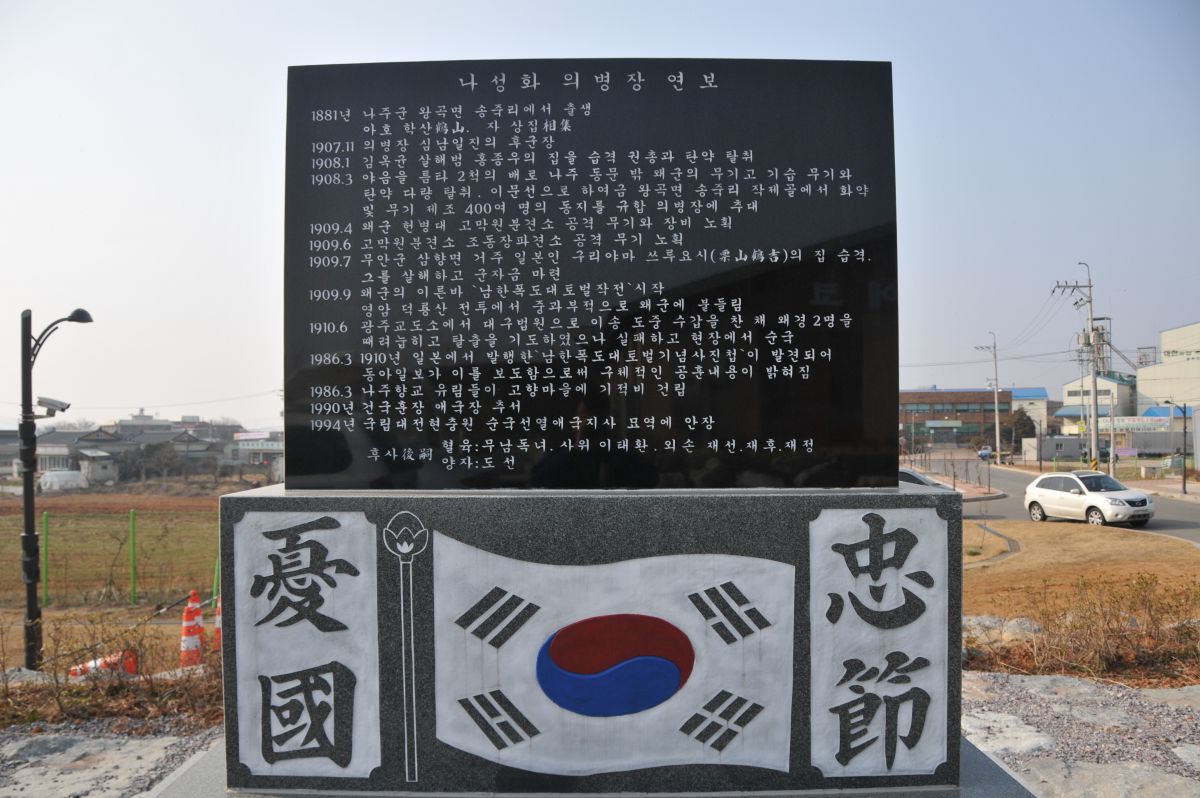 나성화 의병장 연보
1881년 나주군 왕곡면 송죽리에서 출생
아호 학산鶴山. 자 상집相集
1907.11 의병장 심남일진의 후군장
1908.1 김옥균 살해범 홍종우의 집을 습격 권총과 탄약 탈취
1908.3 야음을 틈타 2척의 배로 나주 동문 밖 왜군의 무기고 기습 무기와
탄약 다량 탈취. 이문선으로 하여금 왕곡면 송죽리 작제골에서 화약
및 무기 제조 400여 명의 동지를 규합 의병장에 추대
1909.4 왜군 헌병대 고막원분견소 공격 무기와 장비 노획
1909.6 고막원분견소 조동장파견소 공격 무기 노획
1909.7 무안군 삼향면 거주 일본인 구리야마 쓰루요시(栗山鶴吉)의 집 습격.
그를 살해하고 군자금 마련
1909.9 왜군의 이른바 '남한폭도대토벌작전' 시작
영암 덕룡산 전투에서 중과부적으로 왜군에 붙들림
1910.6 광주교도소에서 대구법원으로 이송 도중 수갑을 찬 채 왜경 2명을
때려눕히고 탈출을 기도하였으나 실패하고 현장에서 순국
1986.3 1910년 일본에서 발행한 '남한폭도대토벌기념사진첩'이 발견되어
동아일보가 이를 보도함으로써 구체적인 공훈내용이 밝혀짐
1986.3 나주향교 유림들이 고향마을에 기적비 건립
1990년 건국훈장 애국장 추서
1994년 국립대전현충원 순국선열애국지사 묘역에 안장
후사後嗣 혈육:무남독녀. 사위 이태환. 외손 재선.재후.재정
양자:도선
憂國
忠節